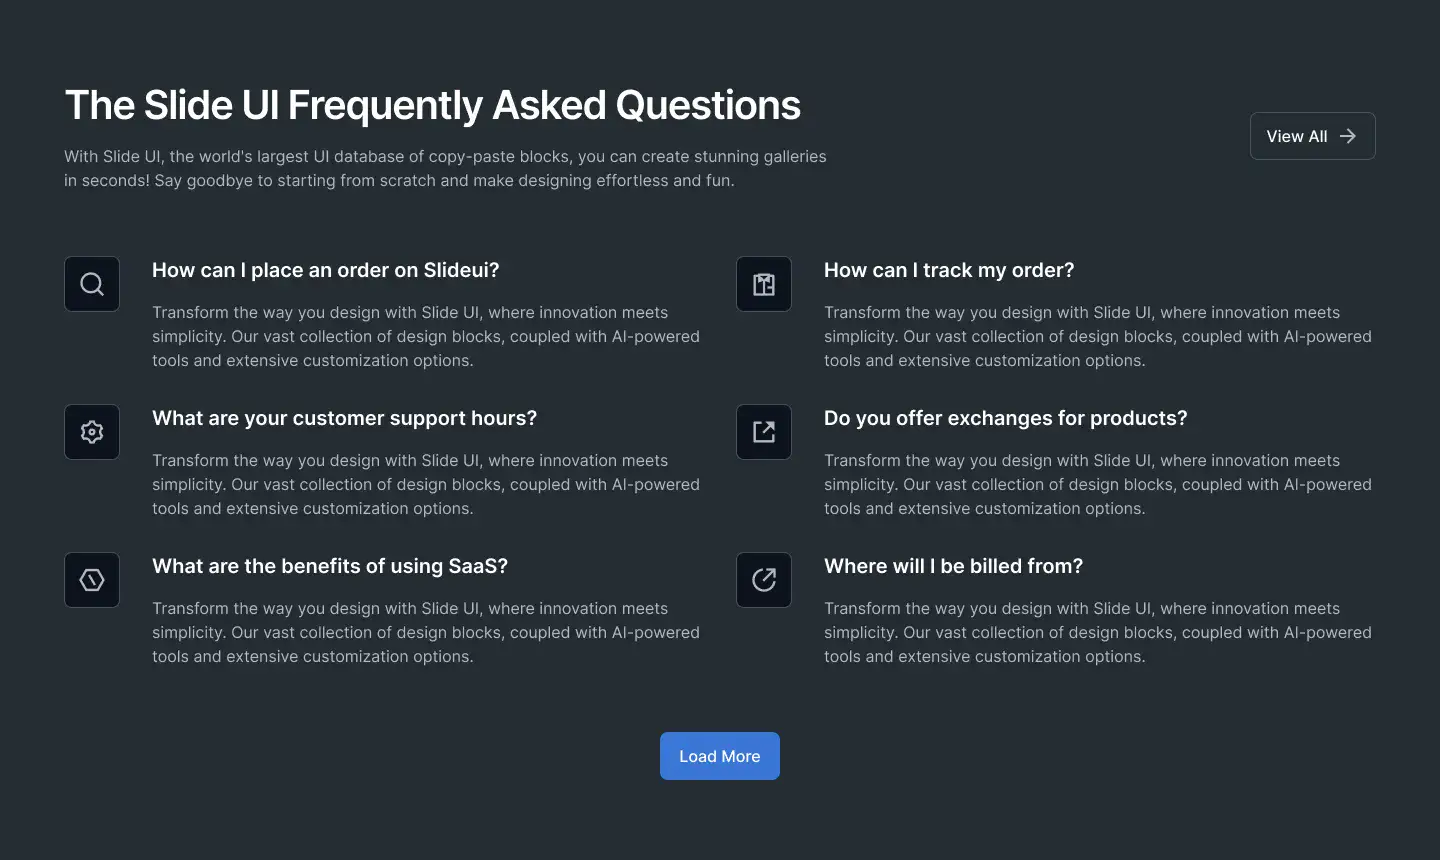 The Slide UI Frequently Asked Questions
With Slide UI, the world's largest UI database of copy-paste blocks, you can create stunning galleries
in seconds! Say goodbye to starting from scratch and make designing effortless and fun.
View All
How can I place an order on Slideui?
Transform the way you design with Slide UI, where innovation meets
simplicity. Our vast collection of design blocks, coupled with AI-powered
tools and extensive customization options.
How can I track my order?
Transform the way you design with Slide UI, where innovation meets
simplicity. Our vast collection of design blocks, coupled with AI-powered
tools and extensive customization options.
What are your customer support hours?
Transform the way you design with Slide UI, where innovation meets
simplicity. Our vast collection of design blocks, coupled with AI-powered
tools and extensive customization options.
Do you offer exchanges for products?
Transform the way you design with Slide UI, where innovation meets
simplicity. Our vast collection of design blocks, coupled with AI-powered
tools and extensive customization options.
What are the benefits of using SaaS?
Transform the way you design with Slide UI, where innovation meets
simplicity. Our vast collection of design blocks, coupled with AI-powered
tools and extensive customization options.
Where will I be billed from?
Transform the way you design with Slide UI, where innovation meets
simplicity. Our vast collection of design blocks, coupled with AI-powered
tools and extensive customization options.
Load More